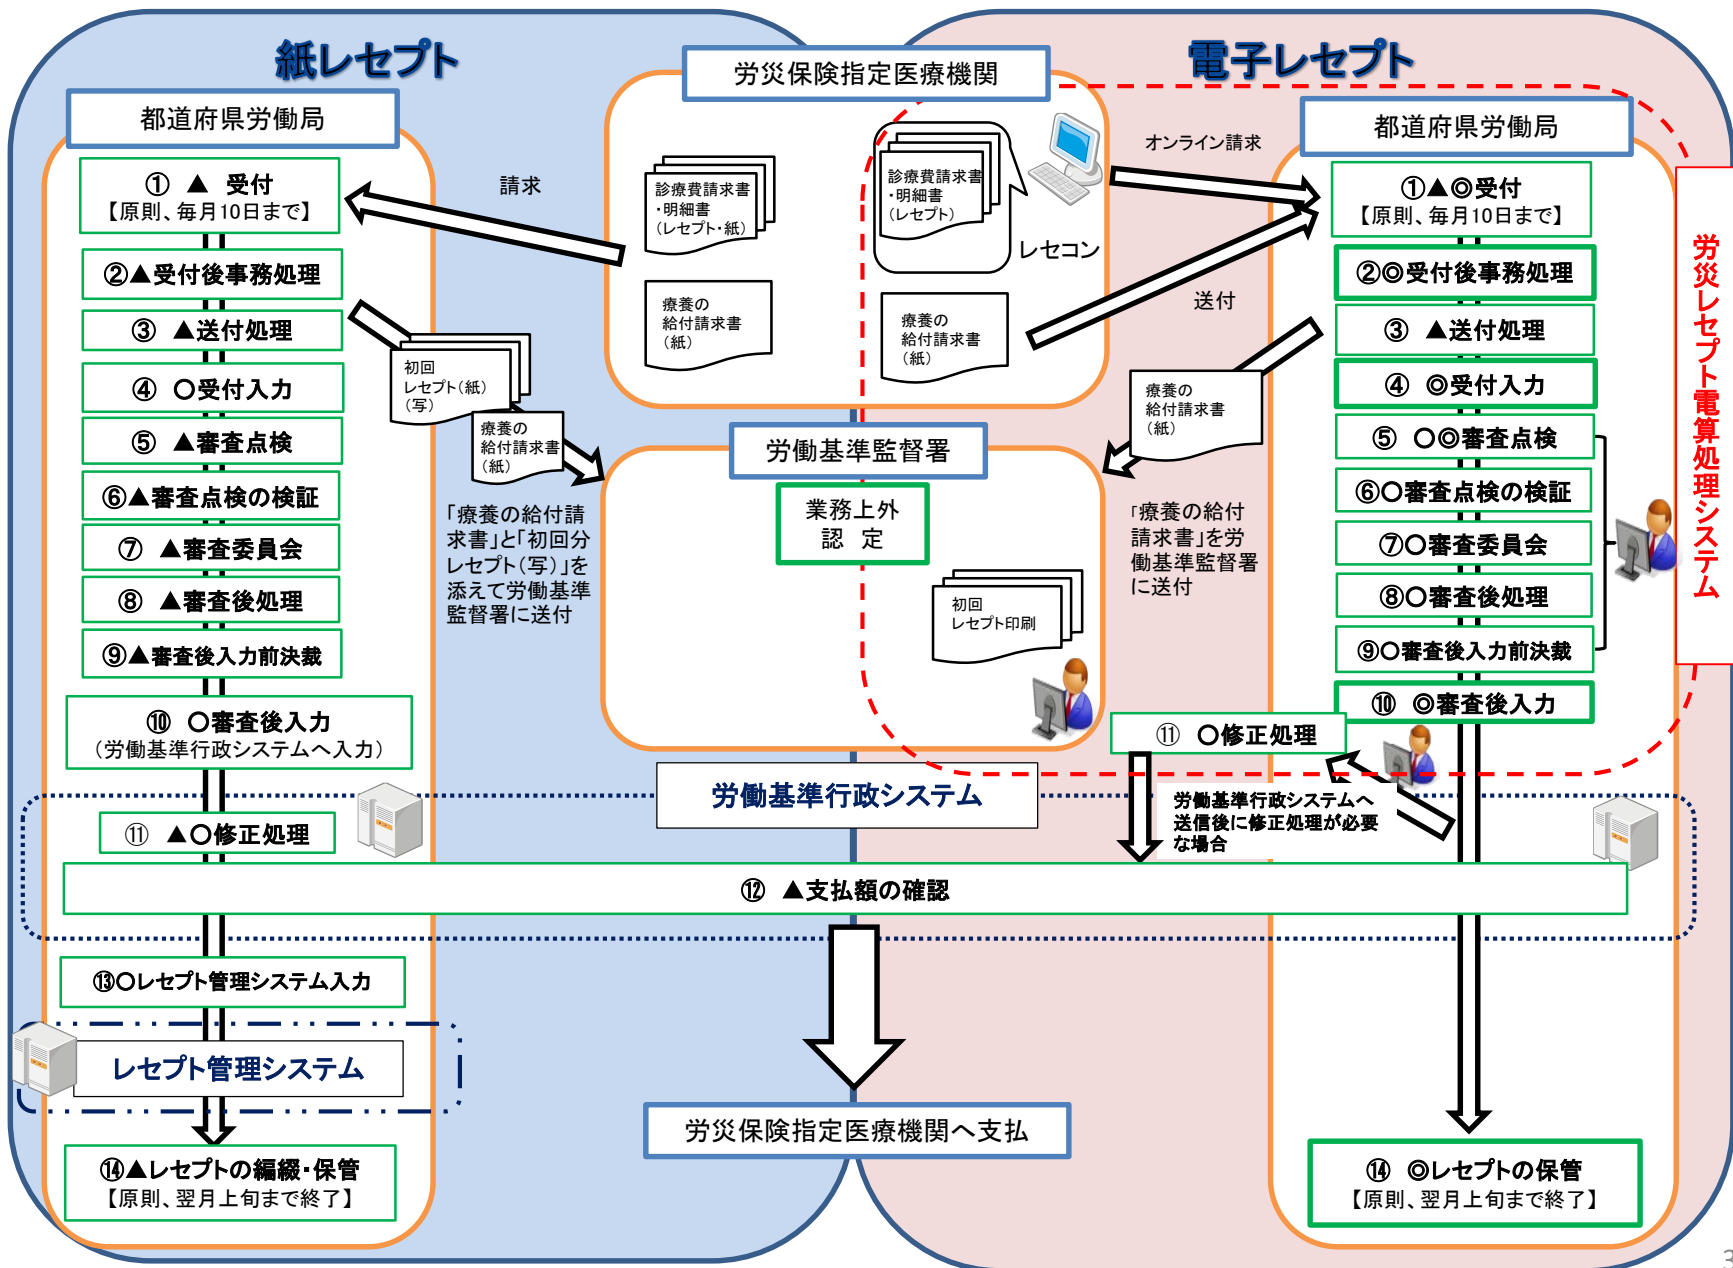 紙レセプト
電子レセプト
労災保険指定医療機関
都道府県労働局
① ▲ 受付
【原則、毎月10日まで】
②▲受付後事務処理
③ ▲送付処理
④ ○受付入力
⑤ ▲審査点検
⑥▲審査点検の検証
⑦ ▲審査委員会
⑧ ▲審査後処理
⑨▲審査後入力前決裁
⑩ ○審査後入力
(労働基準行政システムへ入力)
⑪ ▲○修正処理
⑬○レセプト管理システム入力
レセプト管理システム
⑭▲レセプトの編綴・保管
【原則、翌月上旬まで終了】
請求
診療費請求書
・明細書
(レセプト・紙)
療養の
給付請求書
(紙)
診療費請求書
・明細書
(レセプト)
レセコン
療養の
給付請求書
(紙)
オンライン請求
送付
初回
レセプト(紙)
(写)
療養の
給付請求書
(紙)
「療養の給付請
求書」と「初回分
レセプト(写)」を
添えて労働基準
監督署に送付
労働基準監督署
業務上外
認 定
初回
レセプト印刷
療養の
給付請求書
(紙)
「療養の給付
請求書」を労
働基準監督署
に送付
労働基準行政システム
⑫ ▲支払額の確認
労災保険指定医療機関へ支払
都道府県労働局
①▲◎受付
【原則、毎月10日まで】
②◎受付後事務処理
③ ▲送付処理
④ ◎受付入力
⑤ ○◎審査点検
⑥○審査点検の検証
⑦○審査委員会
⑧○審査後処理
⑨○審査後入力前決裁
⑩ ◎審査後入力
⑪ ○修正処理
労働基準行政システムへ
送信後に修正処理が必要
な場合
⑭ ◎レセプトの保管
【原則、翌月上旬まで終了】
労災レセプト電算処理システム
3